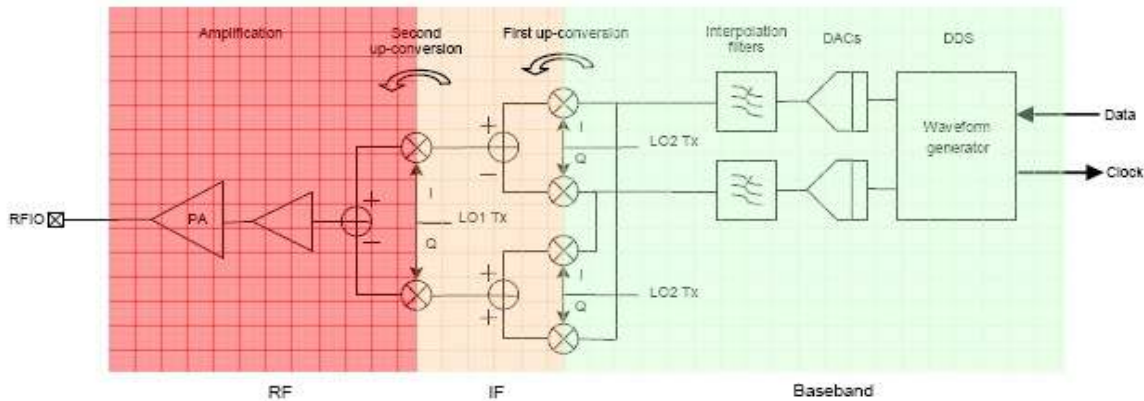 Amplification
Second
up-conversion
First up-conversion
Interpolation
filters
DACs
DDS
+
I
LO2 Tx
Q
−
Waveform
generator
Data
Clock
RFIO
PA
+
−
I
LO1 Tx
Q
+
+
I
LO2 Tx
Q
RF
IF
Baseband